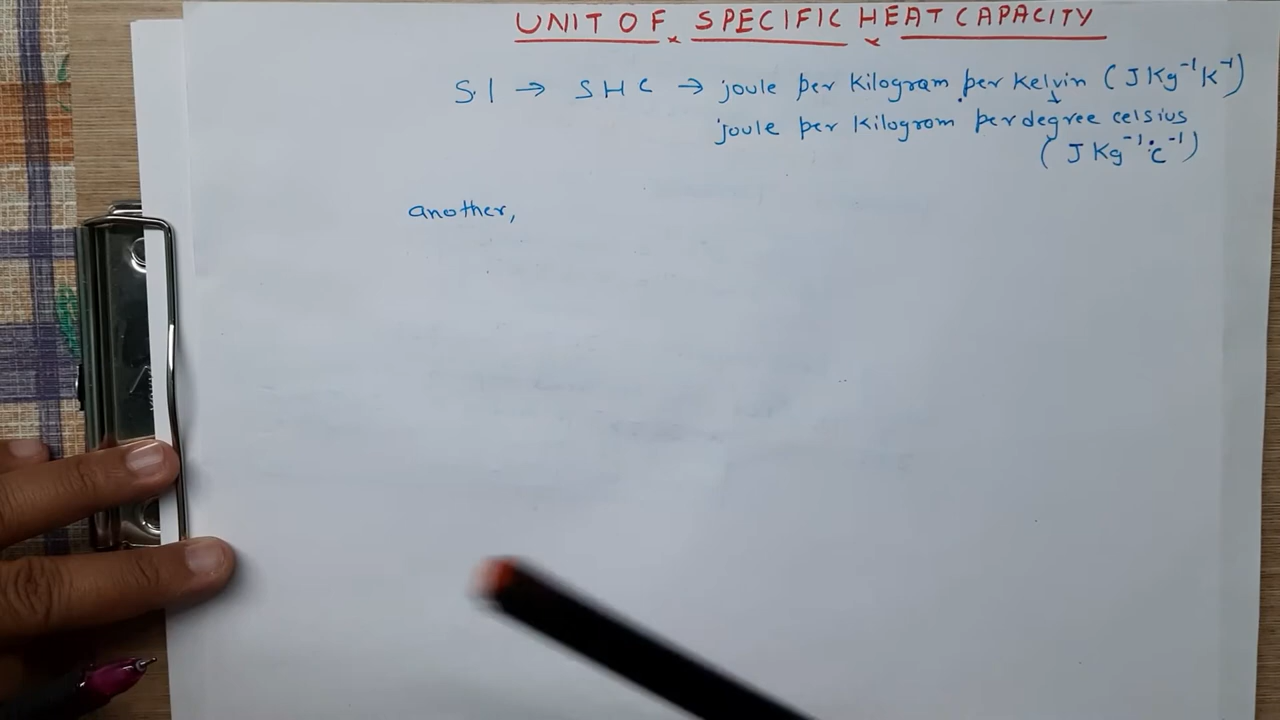 UNIT OF SPECIFIC HEAT CAPACITY
S.I → SHC → joule per kilogram per kelvin (J Kg⁻¹ K⁻¹)
joule per kilogram per degree celsius
(J Kg⁻¹ °C⁻¹)
another,